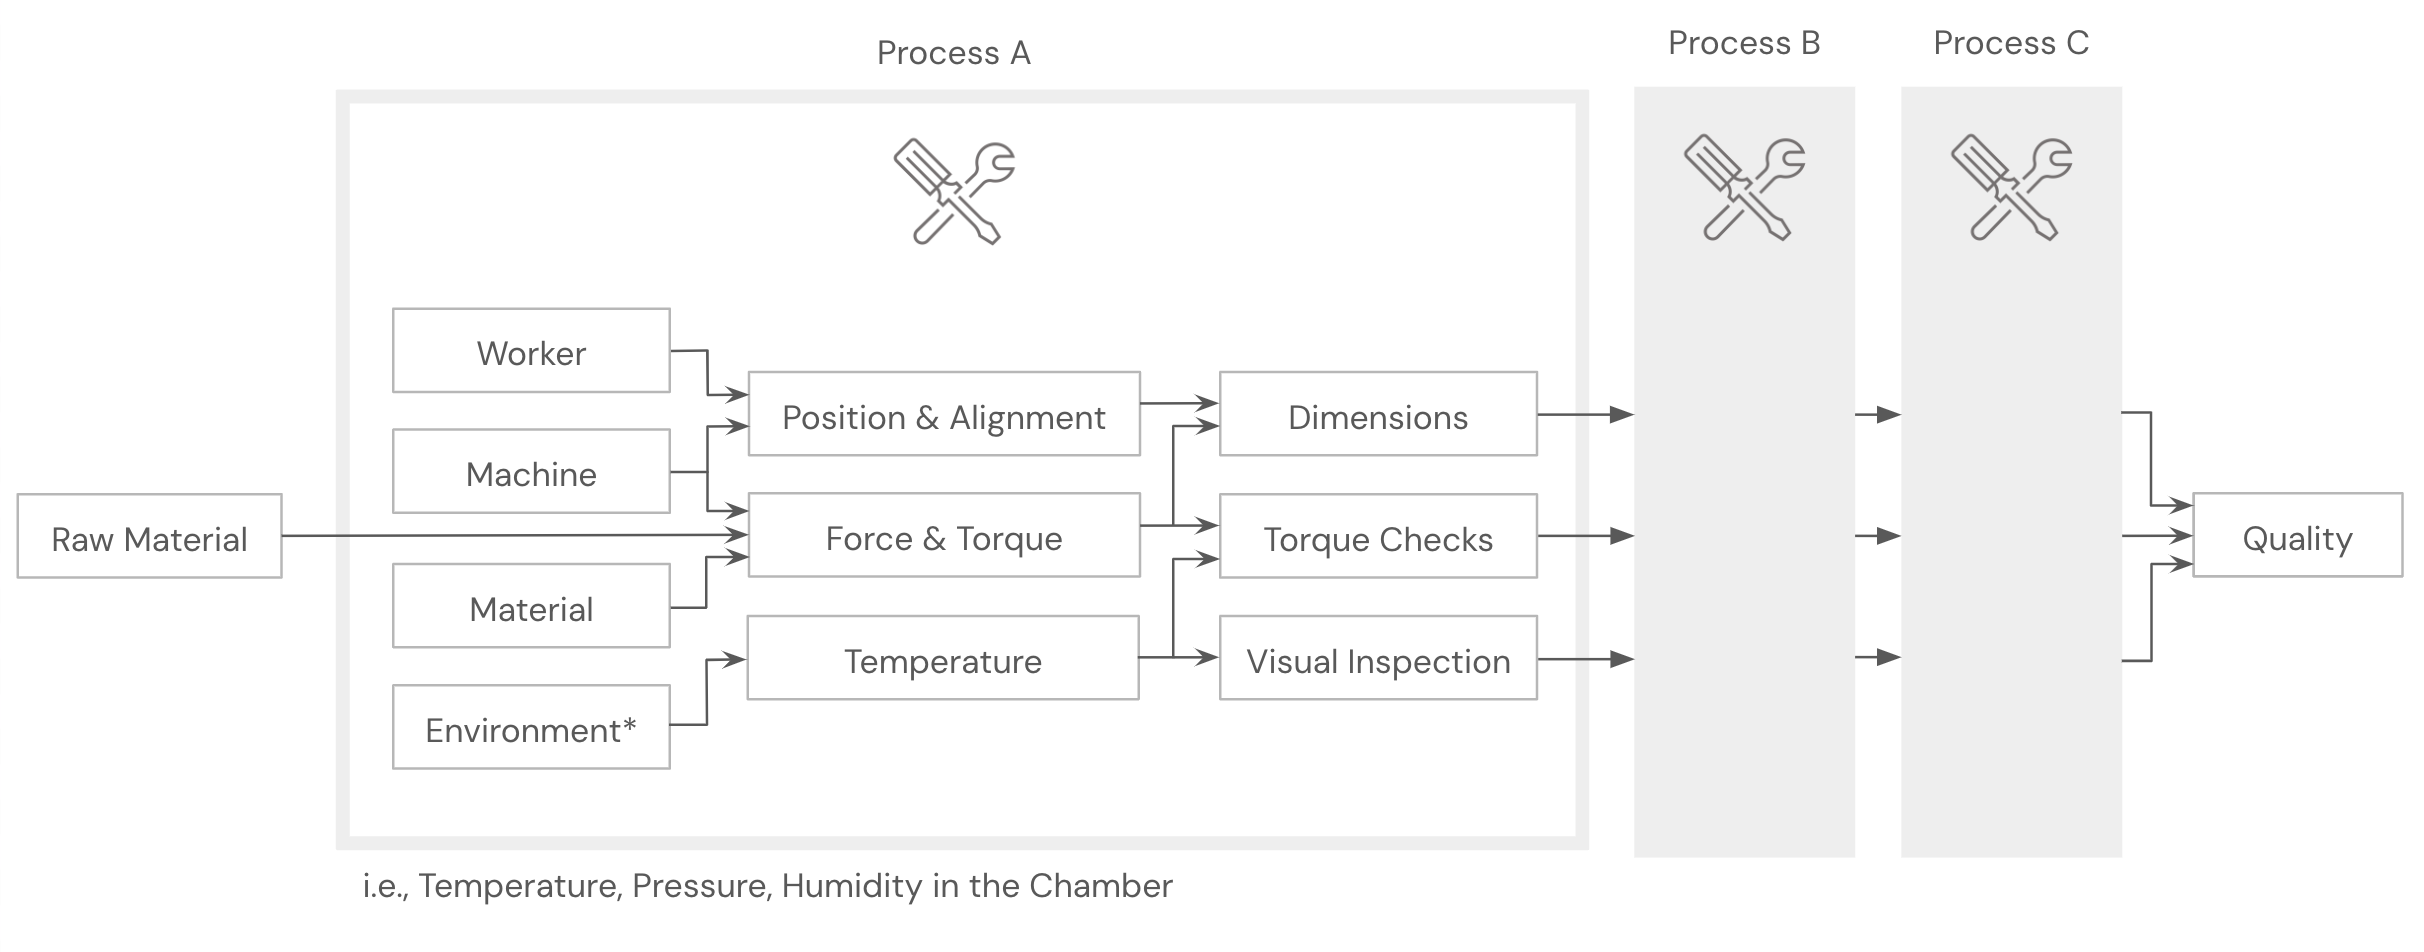 Process A
Process B
Process C
Worker
Position & Alignment
Dimensions
Machine
Raw Material
Force & Torque
Torque Checks
Quality
Material
Temperature
Visual Inspection
Environment*
i.e., Temperature, Pressure, Humidity in the Chamber